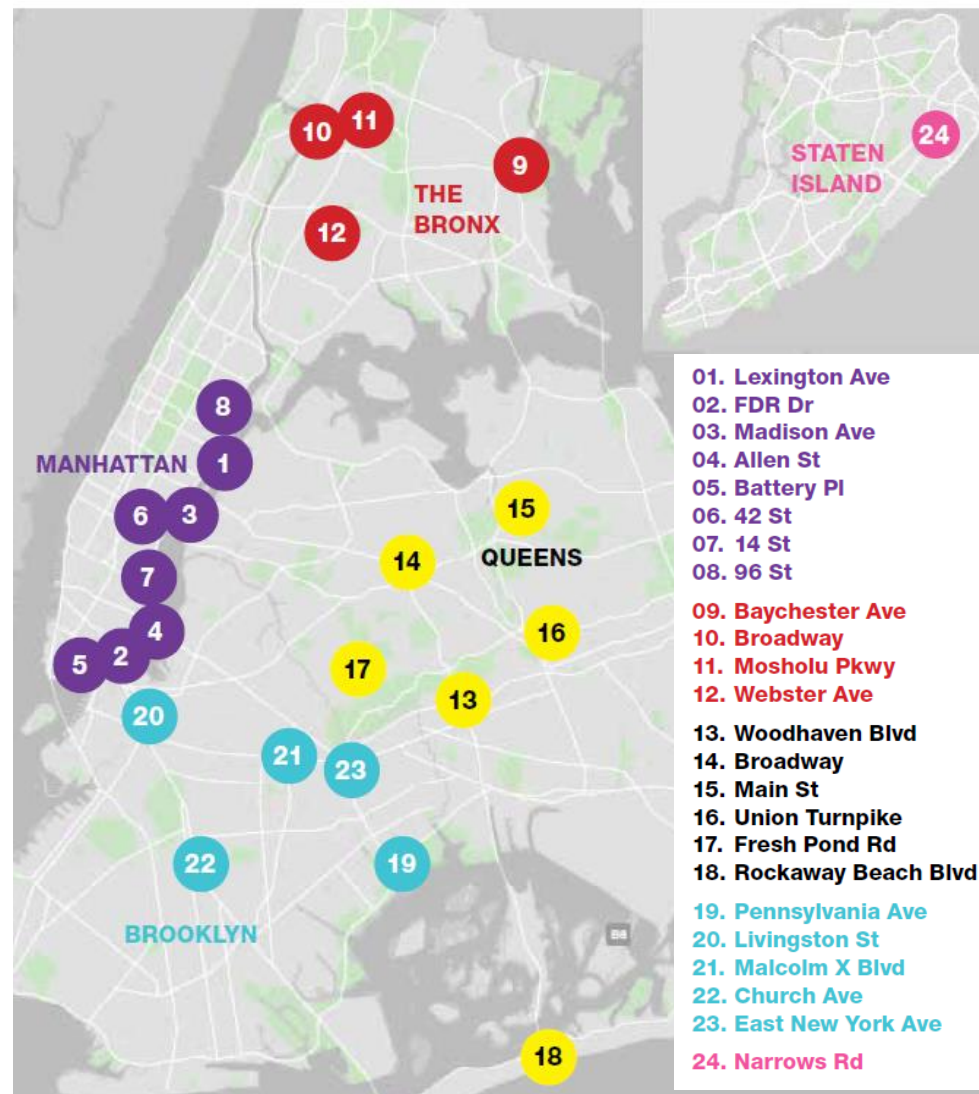 10
11
9
THE
BRONX
12
24
STATEN
ISLAND
8
MANHATTAN
1
6
3
15
14
QUEENS
7
4
16
5
2
17
13
20
21
23
22
19
BROOKLYN
18
01. Lexington Ave
02. FDR Dr
03. Madison Ave
04. Allen St
05. Battery Pl
06. 42 St
07. 14 St
08. 96 St
09. Baychester Ave
10. Broadway
11. Mosholu Pkwy
12. Webster Ave
13. Woodhaven Blvd
14. Broadway
15. Main St
16. Union Turnpike
17. Fresh Pond Rd
18. Rockaway Beach Blvd
19. Pennsylvania Ave
20. Livingston St
21. Malcolm X Blvd
22. Church Ave
23. East New York Ave
24. Narrows Rd